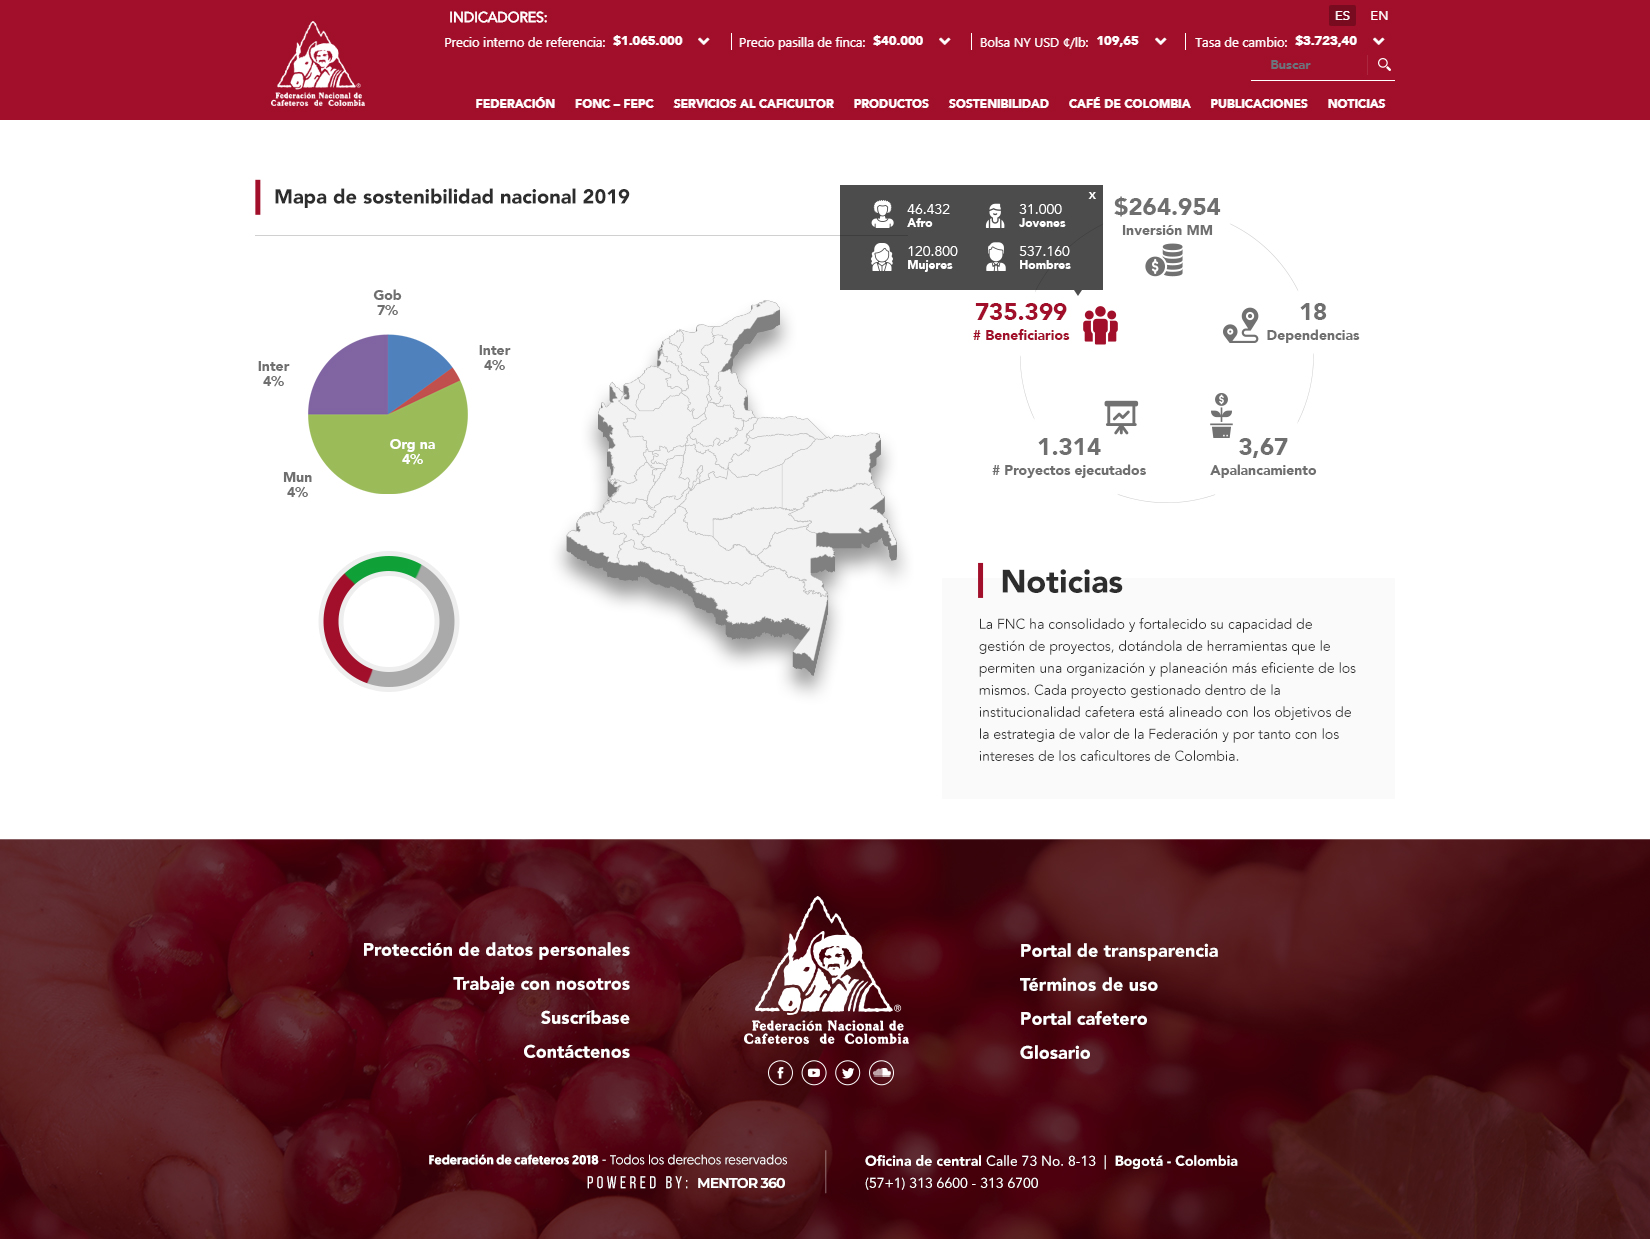 INDICADORES:
ES EN
Precio interno de referencia: $1.065.000
Precio pasilla de finca: $40.000
Bolsa NY USD ¢/lb: 109,65
Tasa de cambio: $3.723,40
Buscar
Federación Nacional de
Cafeteros de Colombia
FEDERACIÓN FONC – FEPC SERVICIOS AL CAFICULTOR PRODUCTOS SOSTENIBILIDAD CAFÉ DE COLOMBIA PUBLICACIONES NOTICIAS
Mapa de sostenibilidad nacional 2019
x
46.432
Afro
31.000
Jovenes
120.800
Mujeres
537.160
Hombres
$264.954
Inversión MM
735.399
# Beneficiarios
18
Dependencias
1.314
# Proyectos ejecutados
3,67
Apalancamiento
Gob
7%
Inter
4%
Inter
4%
Org na
4%
Mun
4%
Noticias
La FNC ha consolidado y fortalecido su capacidad de
gestión de proyectos, dotándola de herramientas que le
permiten una organización y planeación más eficiente de los
mismos. Cada proyecto gestionado dentro de la
institucionalidad cafetera está alineado con los objetivos de
la estrategia de valor de la Federación y por tanto con los
intereses de los caficultores de Colombia.
Protección de datos personales
Trabaje con nosotros
Suscríbase
Contáctenos
Federación Nacional de
Cafeteros de Colombia
Portal de transparencia
Términos de uso
Portal cafetero
Glosario
Federación de cafeteros 2018 - Todos los derechos reservados
POWERED BY: MENTOR 360
Oficina de central Calle 73 No. 8-13 | Bogotá - Colombia
(57+1) 313 6600 - 313 6700